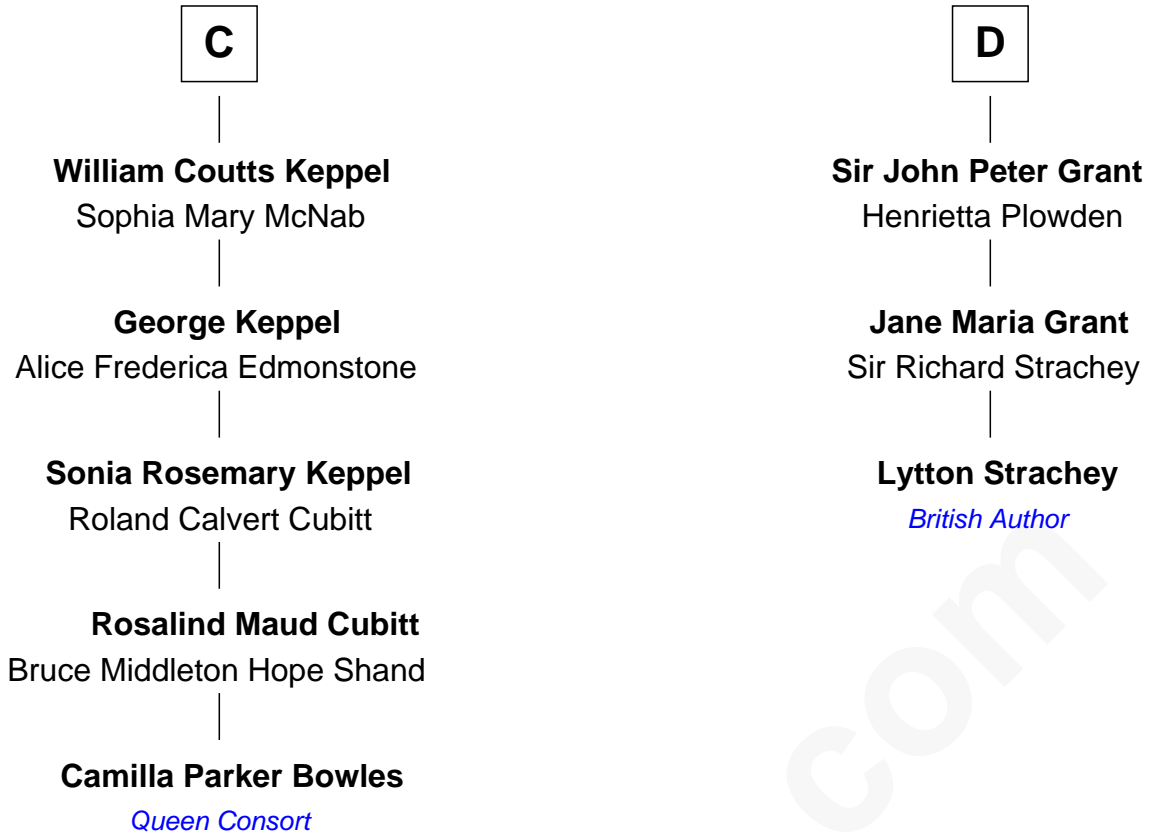 C
William Coutts Keppel
Sophia Mary McNab
George Keppel
Alice Frederica Edmonstone
Sonia Rosemary Keppel
Roland Calvert Cubitt
Rosalind Maud Cubitt
Bruce Middleton Hope Shand
Camilla Parker Bowles
Queen Consort
D
Sir John Peter Grant
Henrietta Plowden
Jane Maria Grant
Sir Richard Strachey
Lytton Strachey
British Author
com